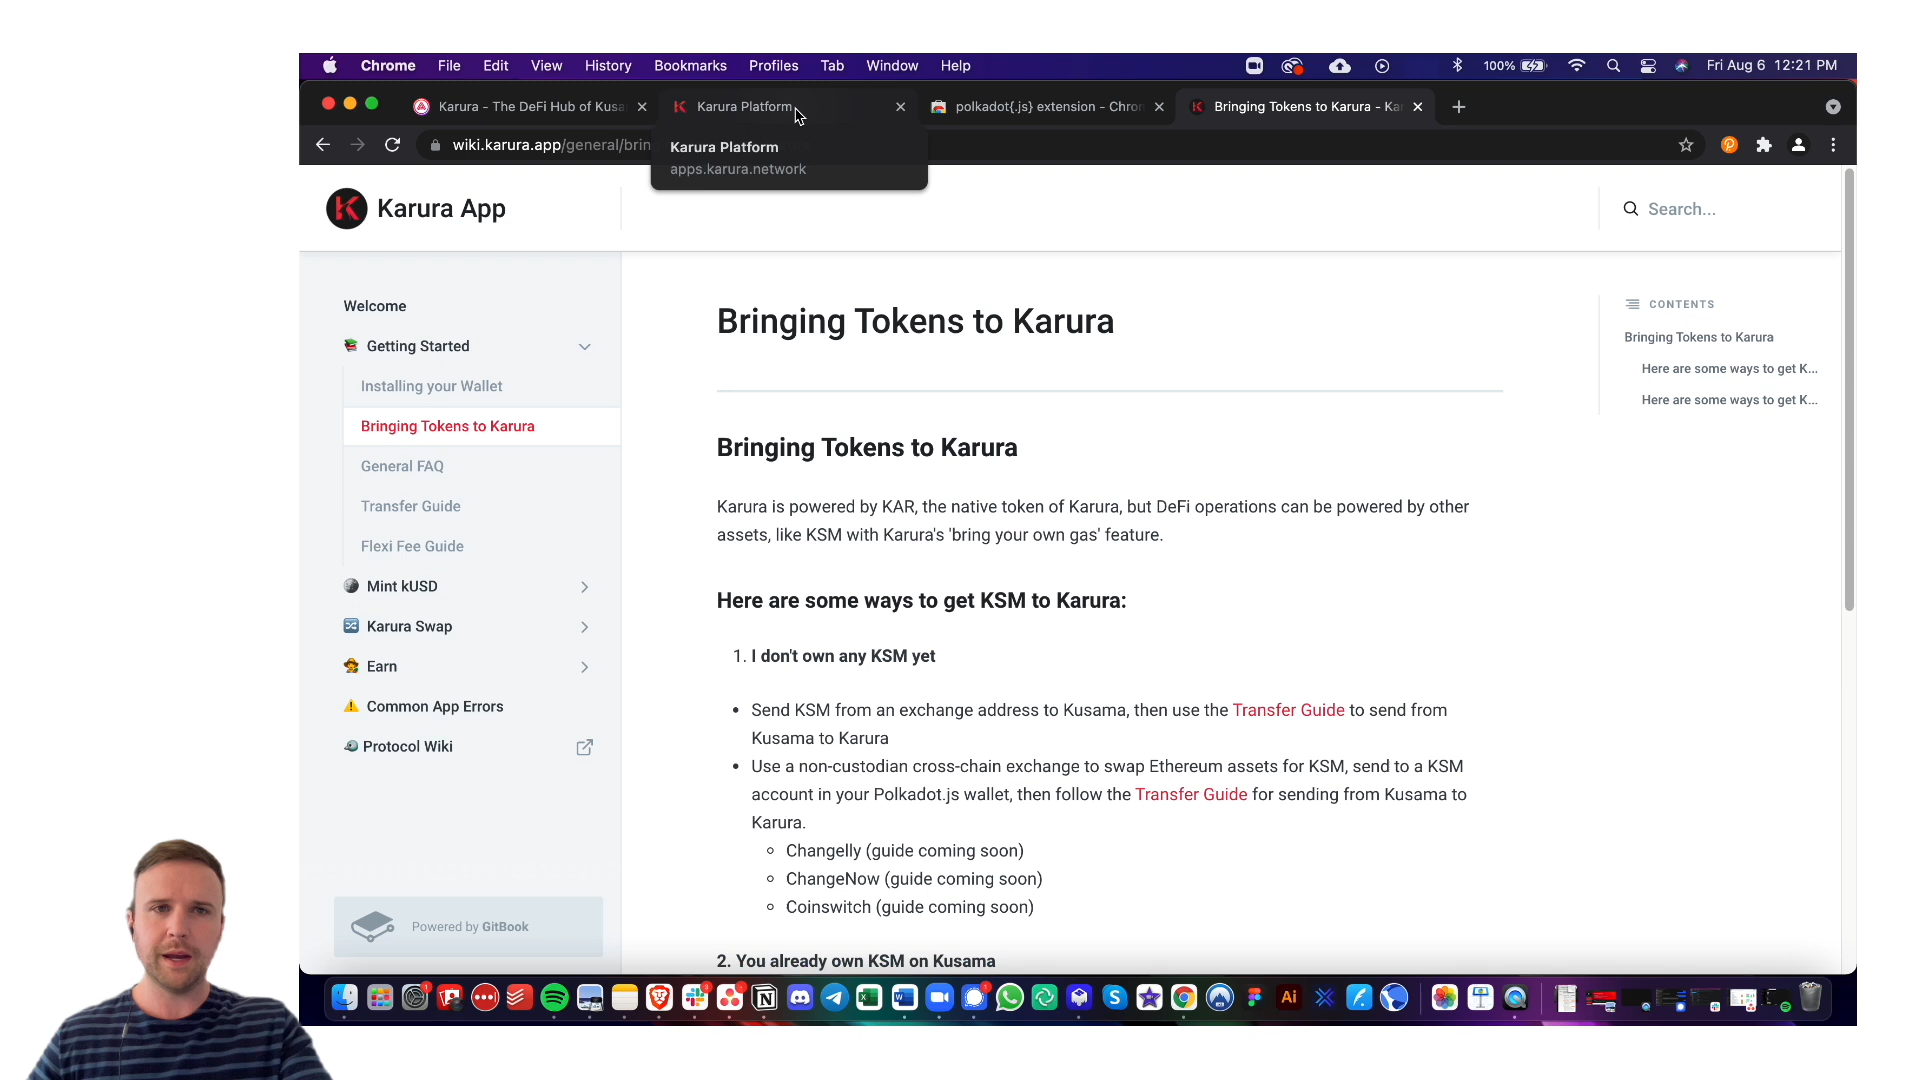 Chrome File Edit View History Bookmarks Profiles Tab Window Help 100% Fri Aug 6 12:21 PM
Karura - The DeFi Hub of Kusa Karura Platform polkadot{.js} extension - Chro Bringing Tokens to Karura - Ka
wiki.karura.app/general/brin
Karura Platform
apps.karura.network
Karura App
Search...
Welcome
Getting Started
Installing your Wallet
Bringing Tokens to Karura
General FAQ
Transfer Guide
Flexi Fee Guide
Mint kUSD
Karura Swap
Earn
Common App Errors
Protocol Wiki
Powered by GitBook
Bringing Tokens to Karura
Bringing Tokens to Karura
Karura is powered by KAR, the native token of Karura, but DeFi operations can be powered by other
assets, like KSM with Karura's 'bring your own gas' feature.
Here are some ways to get KSM to Karura:
1. I don't own any KSM yet
• Send KSM from an exchange address to Kusama, then use the Transfer Guide to send from
Kusama to Karura
• Use a non-custodian cross-chain exchange to swap Ethereum assets for KSM, send to a KSM
account in your Polkadot.js wallet, then follow the Transfer Guide for sending from Kusama to
Karura.
◦ Changelly (guide coming soon)
◦ ChangeNow (guide coming soon)
◦ Coinswitch (guide coming soon)
2. You already own KSM on Kusama
CONTENTS
Bringing Tokens to Karura
Here are some ways to get K...
Here are some ways to get K...